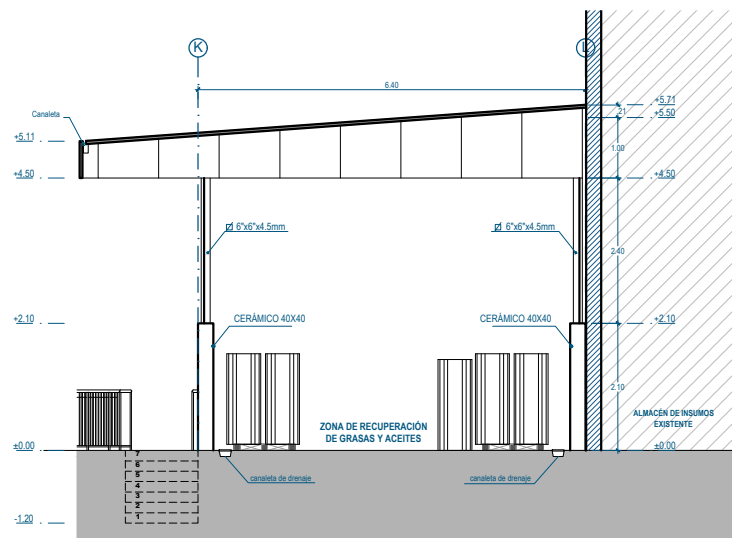 K
L
6.40
Canaleta
+5.71
21
+5.50
+5.11
1.00
+4.50
+4.50
6"x6"x4.5mm
6"x6"x4.5mm
2.40
+2.10
CERÁMICO 40X40
CERÁMICO 40X40
+2.10
2.10
ZONA DE RECUPERACIÓN
DE GRASAS Y ACEITES
ALMACÉN DE INSUMOS
EXISTENTE
±0.00
±0.00
7
6
5
4
3
2
1
canaleta de drenaje
canaleta de drenaje
-1.20